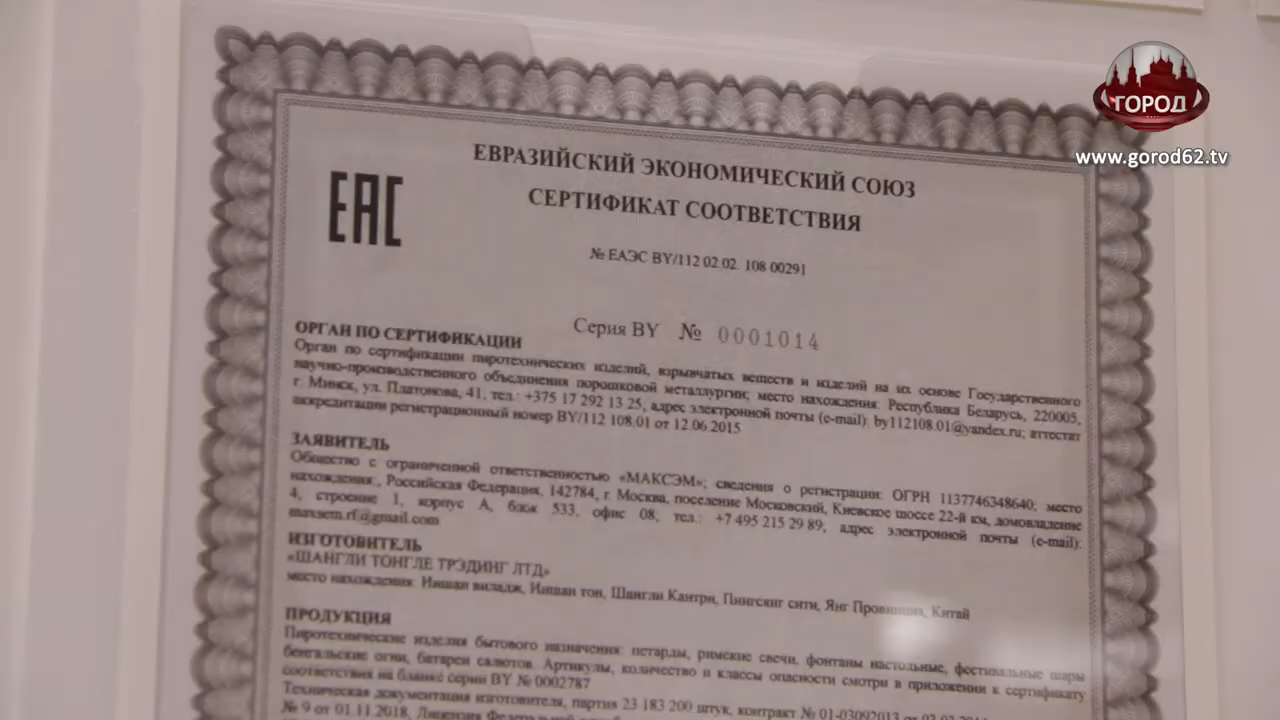 ГОРОД
www.gorod62.tv
ЕВРАЗИЙСКИЙ ЭКОНОМИЧЕСКИЙ СОЮЗ
EAC
СЕРТИФИКАТ СООТВЕТСТВИЯ
№ ЕАЭС BY/112 02.02. 108 00291
Серия BY № 0001014
ОРГАН ПО СЕРТИФИКАЦИИ
Орган по сертификации пиротехнических изделий, взрывчатых веществ и изделий на их основе Государственного
научно-производственного объединения порошковой металлургии; место нахождения: Республика Беларусь, 220005,
г. Минск, ул. Платонова, 41, тел.: +375 17 292 13 25, адрес электронной почты (e-mail): by112108.01@yandex.ru; аттестат
аккредитации регистрационный номер BY/112 108.01 от 12.06.2015
ЗАЯВИТЕЛЬ
Общество с ограниченной ответственностью «МАКСЭМ»; сведения о регистрации: ОГРН 1137746348640; место
нахождения:, Российская Федерация, 142784, г. Москва, поселение Московский, Киевское шоссе 22-й км, домовладение
4, строение 1, корпус А, блок 533, офис 08, тел.: +7 495 215 29 89; адрес электронной почты (e-mail):
maxsem.rf@gmail.com
ИЗГОТОВИТЕЛЬ
«ШАНГЛИ ТОНГЛЕ ТРЭДИНГ ЛТД»
место нахождения: Иншан виладж, Иншан тон, Шангли Кантри, Пингсянг сити, Янг Провинция, Китай
ПРОДУКЦИЯ
Пиротехнические изделия бытового назначения: петарды, римские свечи, фонтаны настольные, фестивальные шары
бенгальские огни, батареи салютов. Артикулы, количество и классы опасности смотри в приложении к сертификату
соответствия на бланке серии BY № 0002787
Техническая документация изготовителя, партия 23 183 200 штук, контракт № 01-03092013 от
№ 9 от 01.11.2018, Лицензия